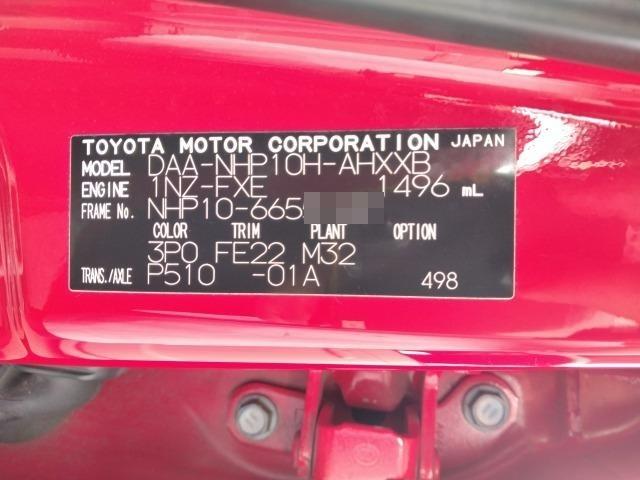 TOYOTA MOTOR CORPORATION JAPAN
MODEL DAA-NHP10H-AHXXB
ENGINE 1NZ-FXE 1496 mL
FRAME No. NHP10-665
COLOR TRIM PLANT OPTION
3P0 FE22 M32
TRANS./AXLE P510 -01A 498